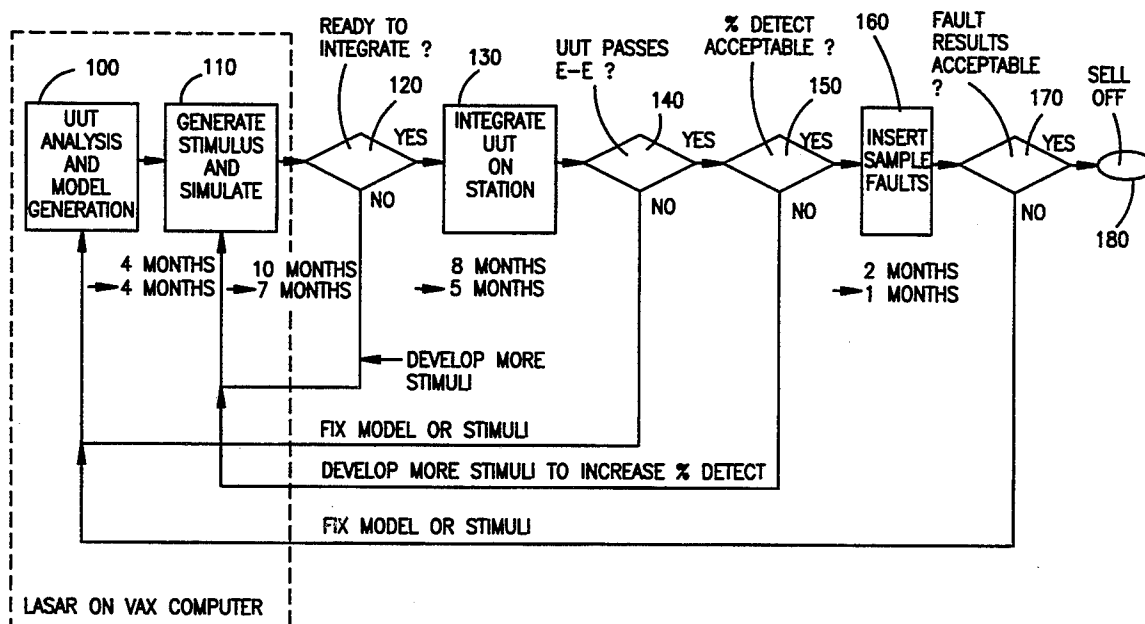 READY TO
INTEGRATE ?
% DETECT
ACCEPTABLE ?
160
FAULT
RESULTS
ACCEPTABLE
?
100
110
120
130
UUT PASSES
E-E ?
140
150
170
SELL
OFF
UUT
ANALYSIS
AND
MODEL
GENERATION
GENERATE
STIMULUS
AND
SIMULATE
YES
NO
INTEGRATE
UUT
ON
STATION
YES
NO
YES
NO
INSERT
SAMPLE
FAULTS
YES
NO
180
4 MONTHS
4 MONTHS
10 MONTHS
7 MONTHS
8 MONTHS
5 MONTHS
2 MONTHS
1 MONTHS
DEVELOP MORE
STIMULI
FIX MODEL OR STIMULI
DEVELOP MORE STIMULI TO INCREASE % DETECT
FIX MODEL OR STIMULI
LASAR ON VAX COMPUTER